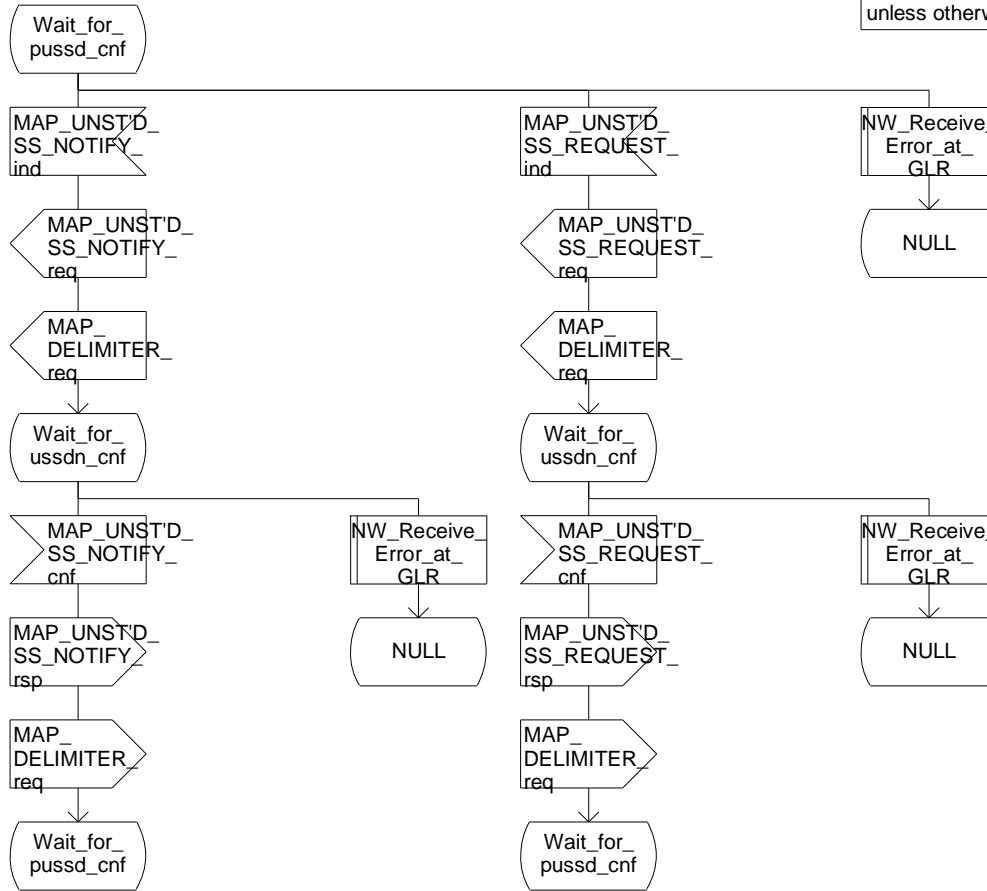 unless otherw
Wait_for_
pussd_cnf
MAP_UNST'D_
SS_NOTIFY_
ind
MAP_UNST'D_
SS_REQUEST_
ind
NW_Receive_
Error_at_
GLR
MAP_UNST'D_
SS_NOTIFY_
req
MAP_UNST'D_
SS_REQUEST_
req
NULL
MAP_
DELIMITER_
req
MAP_
DELIMITER_
req
Wait_for_
ussdn_cnf
Wait_for_
ussdn_cnf
MAP_UNST'D_
SS_NOTIFY_
cnf
NW_Receive_
Error_at_
GLR
MAP_UNST'D_
SS_REQUEST_
cnf
NW_Receive_
Error_at_
GLR
MAP_UNST'D_
SS_NOTIFY_
rsp
NULL
MAP_UNST'D_
SS_REQUEST_
rsp
NULL
MAP_
DELIMITER_
req
MAP_
DELIMITER_
req
Wait_for_
pussd_cnf
Wait_for_
pussd_cnf